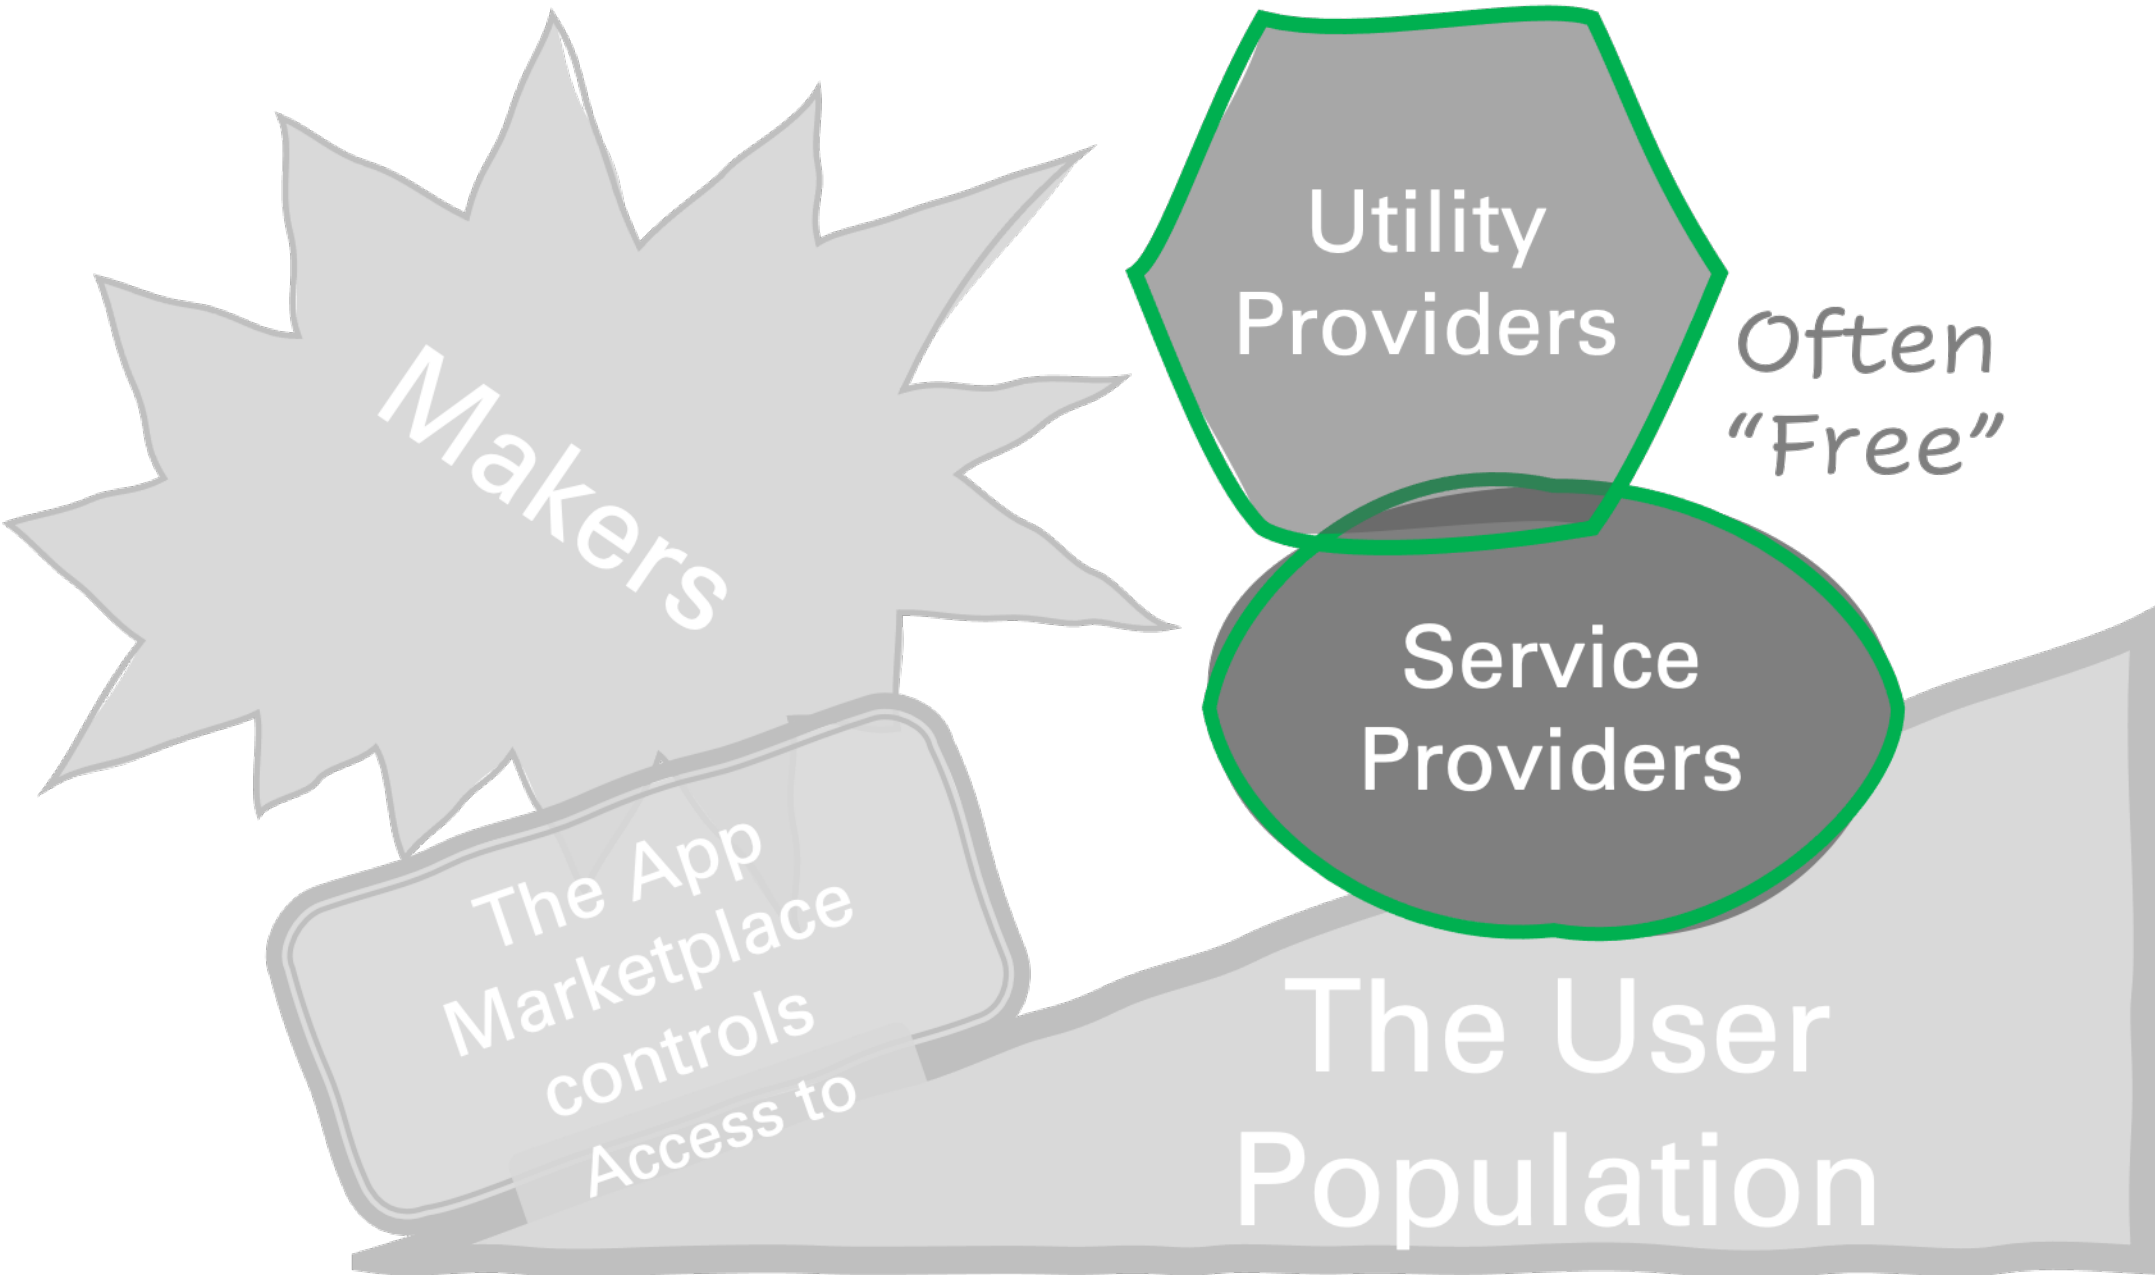 Makers
The App
Marketplace
controls
Access to
Utility
Providers
Often
“Free”
Service
Providers
The User
Population